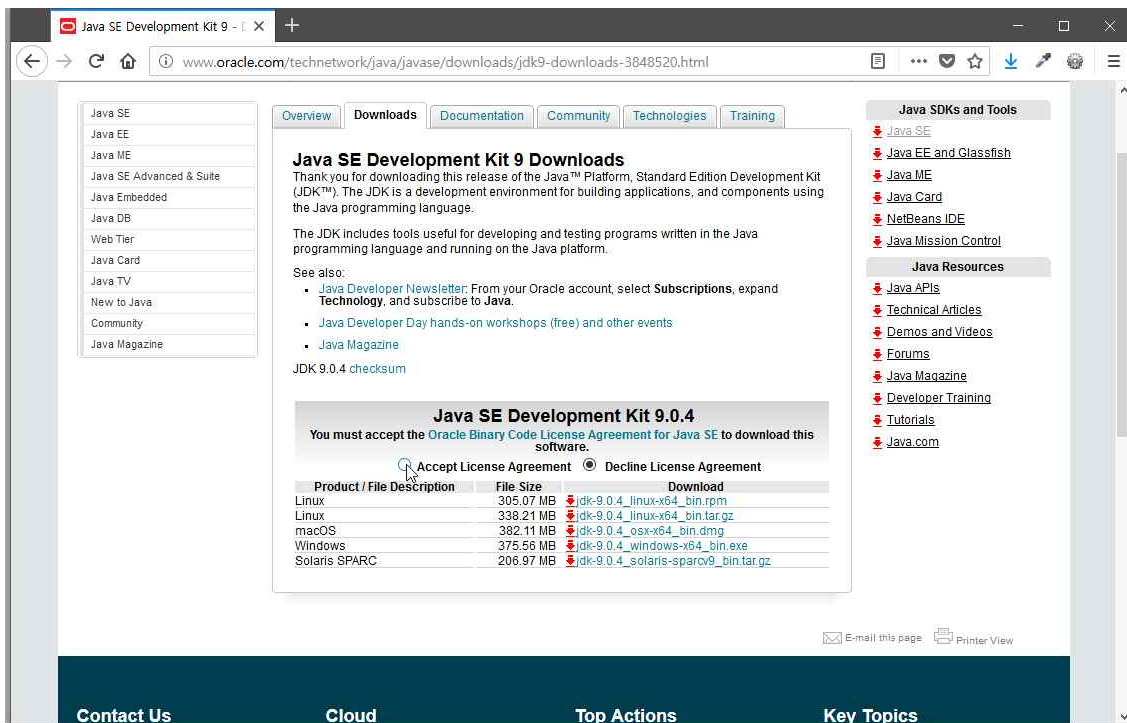 Java SE Development Kit 9 - 
www.oracle.com/technetwork/java/javase/downloads/jdk9-downloads-3848520.html
Java SE
Java EE
Java ME
Java SE Advanced & Suite
Java Embedded
Java DB
Web Tier
Java Card
Java TV
New to Java
Community
Java Magazine
Overview
Downloads
Documentation
Community
Technologies
Training
Java SE Development Kit 9 Downloads
Thank you for downloading this release of the Java™ Platform, Standard Edition Development Kit
(JDK™). The JDK is a development environment for building applications, and components using
the Java programming language.
The JDK includes tools useful for developing and testing programs written in the Java
programming language and running on the Java platform.
See also:
Java Developer Newsletter: From your Oracle account, select Subscriptions, expand
Technology, and subscribe to Java.
Java Developer Day hands-on workshops (free) and other events
Java Magazine
JDK 9.0.4 checksum
Java SE Development Kit 9.0.4
You must accept the Oracle Binary Code License Agreement for Java SE to download this
software.
Accept License Agreement Decline License Agreement
Product / File Description File Size Download
Linux 305.07 MB jdk-9.0.4_linux-x64_bin.rpm
Linux 338.21 MB jdk-9.0.4_linux-x64_bin.tar.gz
macOS 382.11 MB jdk-9.0.4_osx-x64_bin.dmg
Windows 375.56 MB jdk-9.0.4_windows-x64_bin.exe
Solaris SPARC 206.97 MB jdk-9.0.4_solaris-sparcv9_bin.tar.gz
Java SDKs and Tools
Java SE
Java EE and Glassfish
Java ME
Java Card
NetBeans IDE
Java Mission Control
Java Resources
Java APIs
Technical Articles
Demos and Videos
Forums
Java Magazine
Developer Training
Tutorials
Java.com
E-mail this page Printer View
Contact Us Cloud Top Actions Key Topics